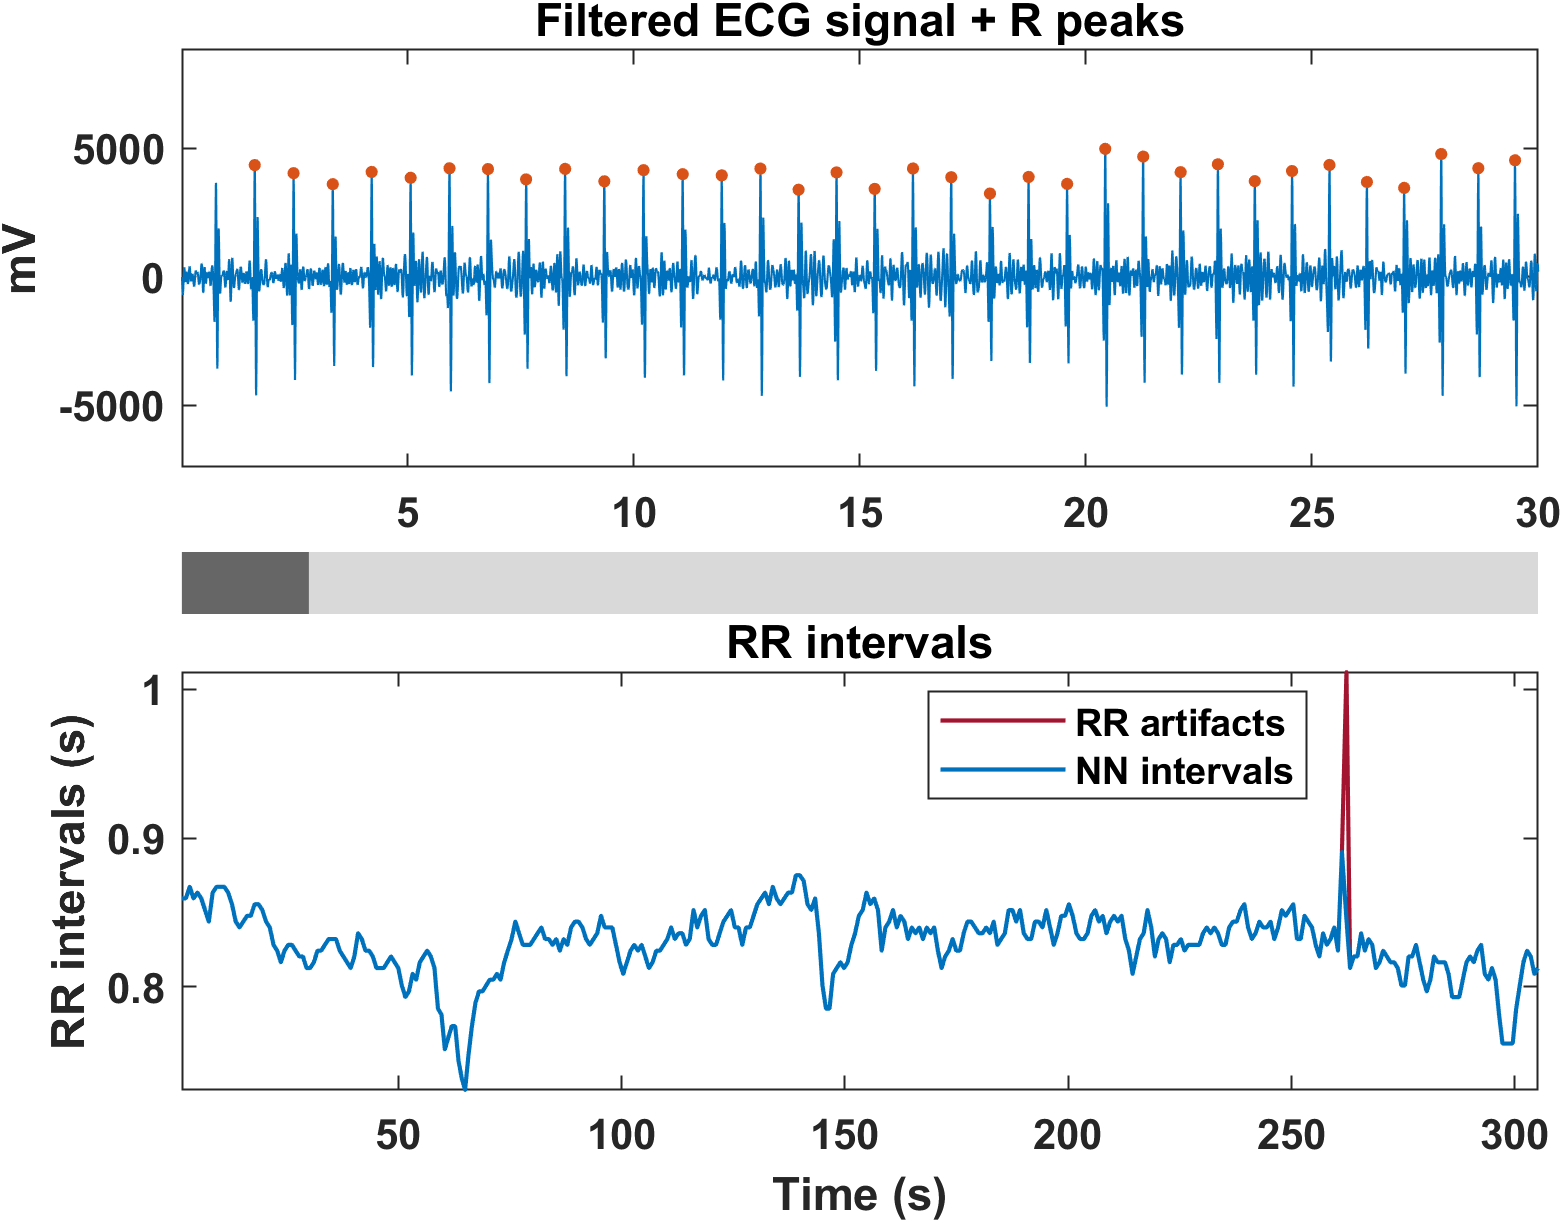 Filtered ECG signal + R peaks
mV
5000
0
-5000
5 10 15 20 25 30
RR intervals
RR intervals (s)
1
0.9
0.8
RR artifacts
NN intervals
50 100 150 200 250 300
Time (s)